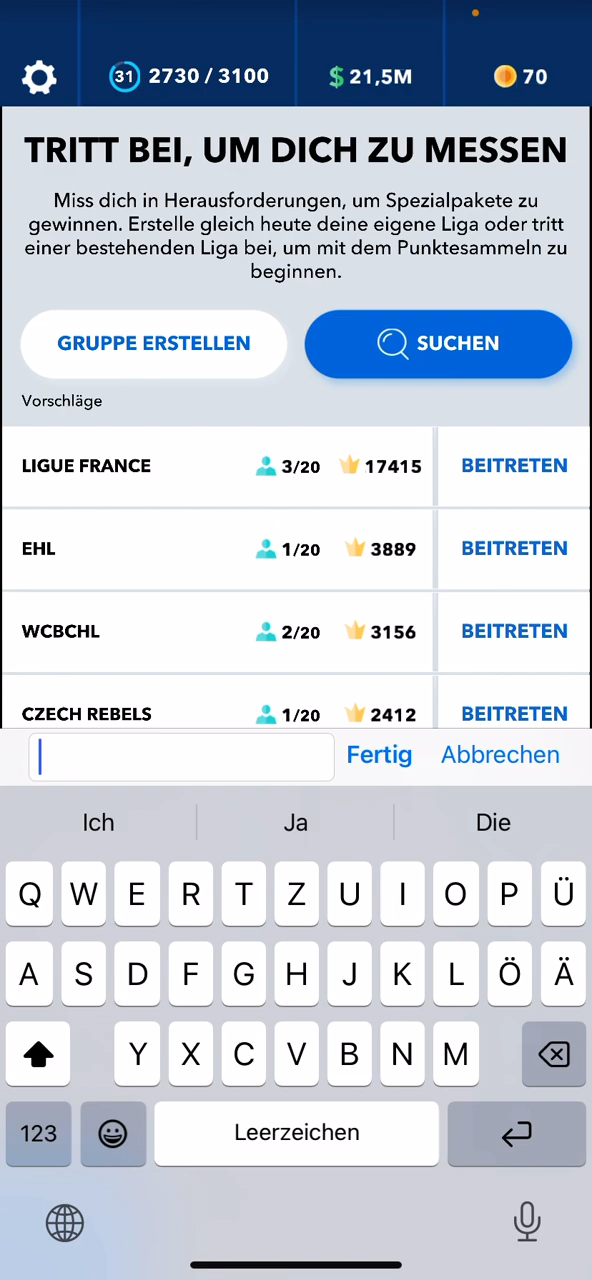 31 2730 / 3100 $ 21,5M 70
TRITT BEI, UM DICH ZU MESSEN
Miss dich in Herausforderungen, um Spezialpakete zu
gewinnen. Erstelle gleich heute deine eigene Liga oder tritt
einer bestehenden Liga bei, um mit dem Punktesammeln zu
beginnen.
GRUPPE ERSTELLEN SUCHEN
Vorschläge
LIGUE FRANCE 3/20 17415 BEITRETEN
EHL 1/20 3889 BEITRETEN
WCBCHL 2/20 3156 BEITRETEN
CZECH REBELS 1/20 2412 BEITRETEN
Fertig Abbrechen
Ich Ja Die
Q W E R T Z U I O P Ü
A S D F G H J K L Ö Ä
Y X C V B N M
123 Leerzeichen